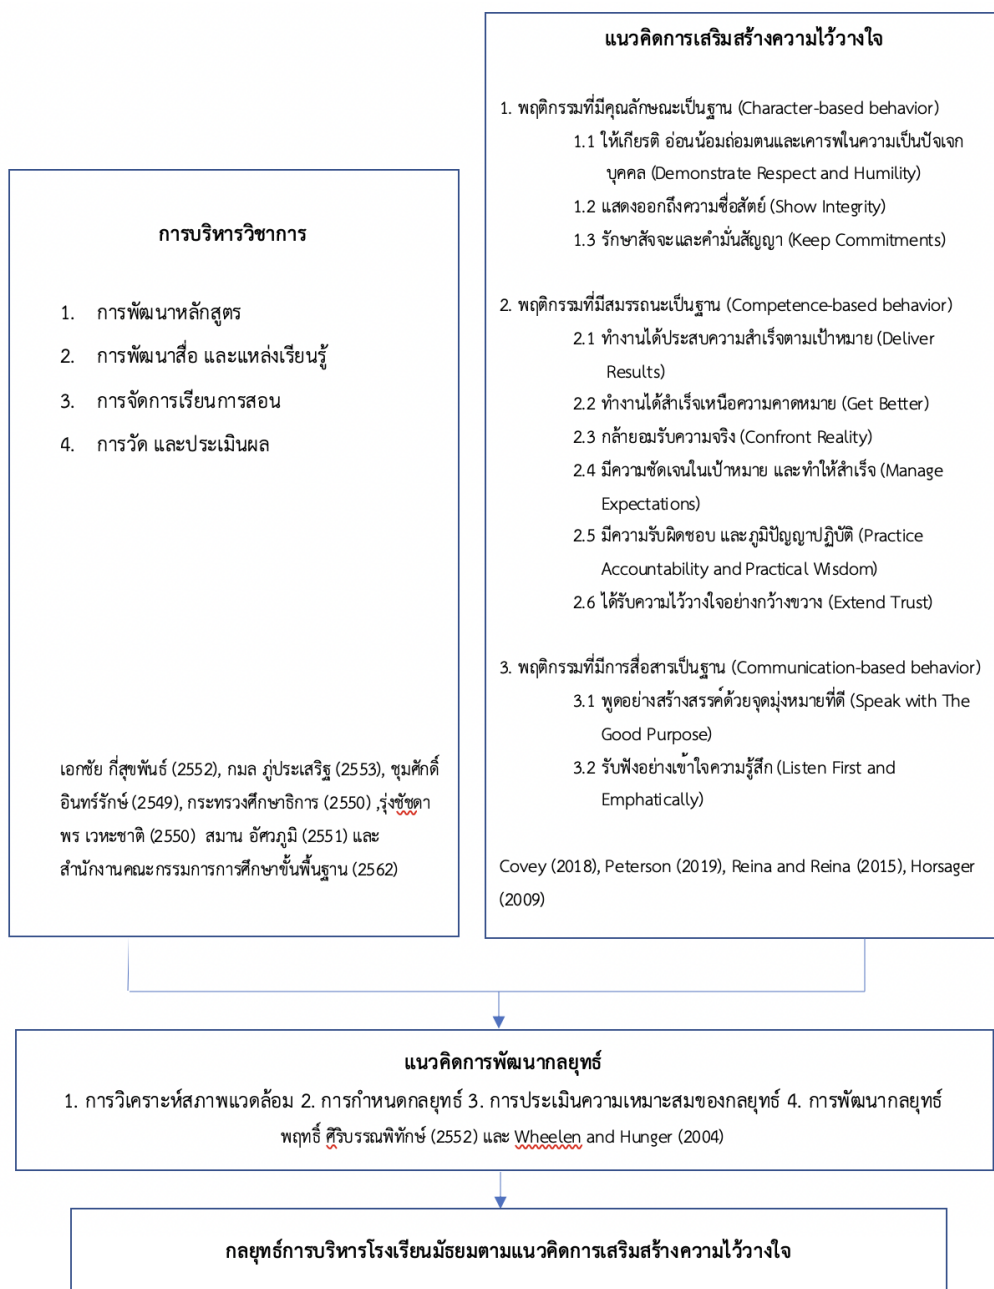 การบริหารวิชาการ
1. การพัฒนาหลักสูตร
2. การพัฒนาสื่อ และแหล่งเรียนรู้
3. การจัดการเรียนการสอน
4. การวัด และประเมินผล
เอกชัย กี่สุขพันธ์ (2552), กมล ภู่ประเสริฐ (2553), ชุมศักดิ์
อินทร์รักษ์ (2549), กระทรวงศึกษาธิการ (2550) ,รุ่งชัชดา
พร เวหะชาติ (2550) สมาน อัศวภูมิ (2551) และ
สำนักงานคณะกรรมการการศึกษาขั้นพื้นฐาน (2562)
แนวคิดการเสริมสร้างความไว้วางใจ
1. พฤติกรรมที่มีคุณลักษณะเป็นฐาน (Character-based behavior)
1.1 ให้เกียรติ อ่อนน้อมถ่อมตนและเคารพในความเป็นปัจเจก
บุคคล (Demonstrate Respect and Humility)
1.2 แสดงออกถึงความซื่อสัตย์ (Show Integrity)
1.3 รักษาสัจจะและคำมั่นสัญญา (Keep Commitments)
2. พฤติกรรมที่มีสมรรถนะเป็นฐาน (Competence-based behavior)
2.1 ทำงานได้ประสบความสำเร็จตามเป้าหมาย (Deliver
Results)
2.2 ทำงานได้สำเร็จเหนือความคาดหมาย (Get Better)
2.3 กล้ายอมรับความจริง (Confront Reality)
2.4 มีความชัดเจนในเป้าหมาย และทำให้สำเร็จ (Manage
Expectations)
2.5 มีความรับผิดชอบ และภูมิปัญญาปฏิบัติ (Practice
Accountability and Practical Wisdom)
2.6 ได้รับความไว้วางใจอย่างกว้างขวาง (Extend Trust)
3. พฤติกรรมที่มีการสื่อสารเป็นฐาน (Communication-based behavior)
3.1 พูดอย่างสร้างสรรค์ด้วยจุดมุ่งหมายที่ดี (Speak with The
Good Purpose)
3.2 รับฟังอย่างเข้าใจความรู้สึก (Listen First and
Emphatically)
Covey (2018), Peterson (2019), Reina and Reina (2015), Horsager
(2009)
แนวคิดการพัฒนากลยุทธ์
1. การวิเคราะห์สภาพแวดล้อม 2. การกำหนดกลยุทธ์ 3. การประเมินความเหมาะสมของกลยุทธ์ 4. การพัฒนากลยุทธ์
พฤทธิ์ ศิริบรรณพิทักษ์ (2552) และ Wheelen and Hunger (2004)
กลยุทธ์การบริหารโรงเรียนมัธยมตามแนวคิดการเสริมสร้างความไว้วางใจ